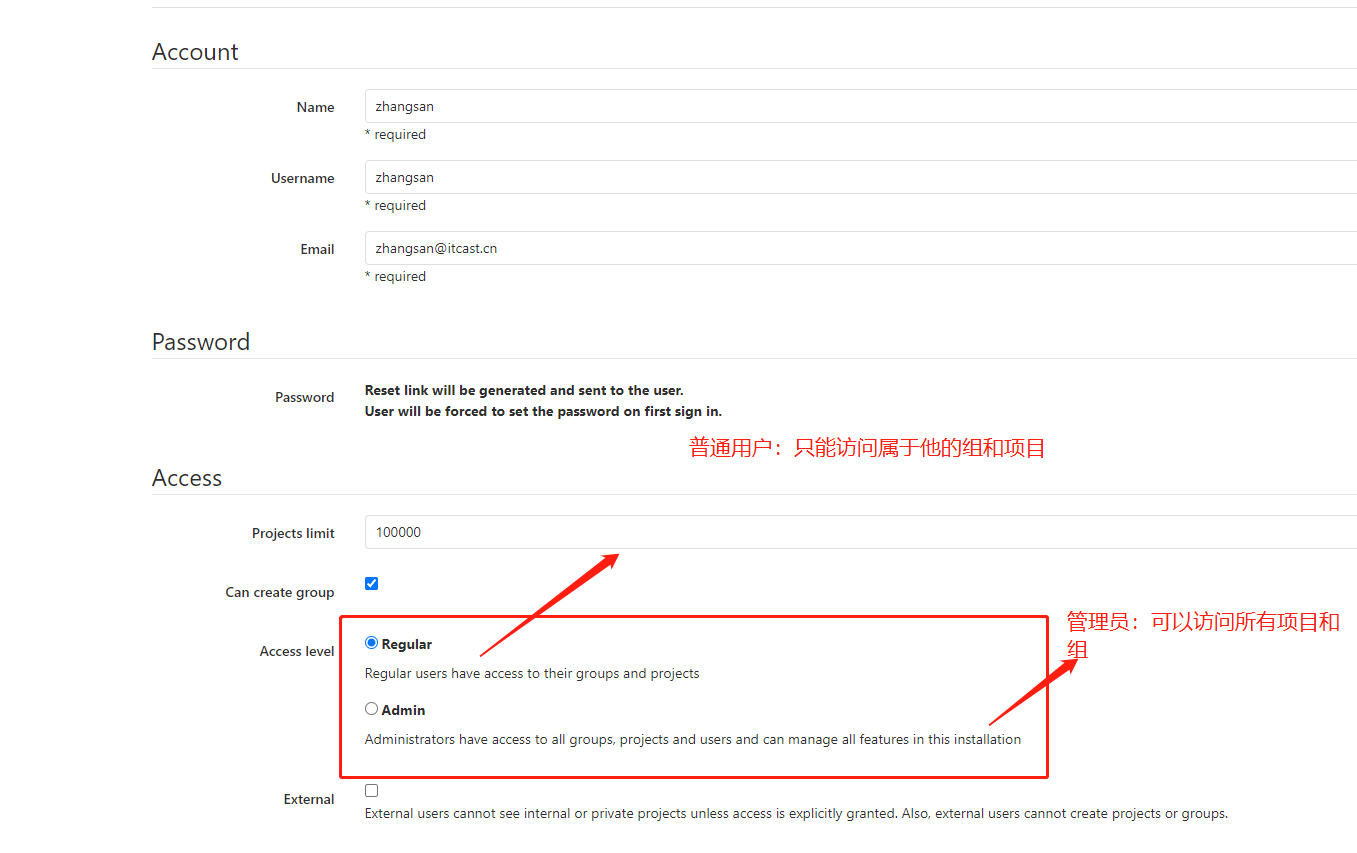 Account
Name
zhangsan
* required
Username
zhangsan
* required
Email
zhangsan@itcast.cn
* required
Password
Password
Reset link will be generated and sent to the user.
User will be forced to set the password on first sign in.
普通用户：只能访问属于他的组和项目
Access
Projects limit
100000
Can create group
管理员：可以访问所有项目和
组
Access level
Regular
Regular users have access to their groups and projects
Admin
Administrators have access to all groups, projects and users and can manage all features in this installation
External
External users cannot see internal or private projects unless access is explicitly granted. Also, external users cannot create projects or groups.